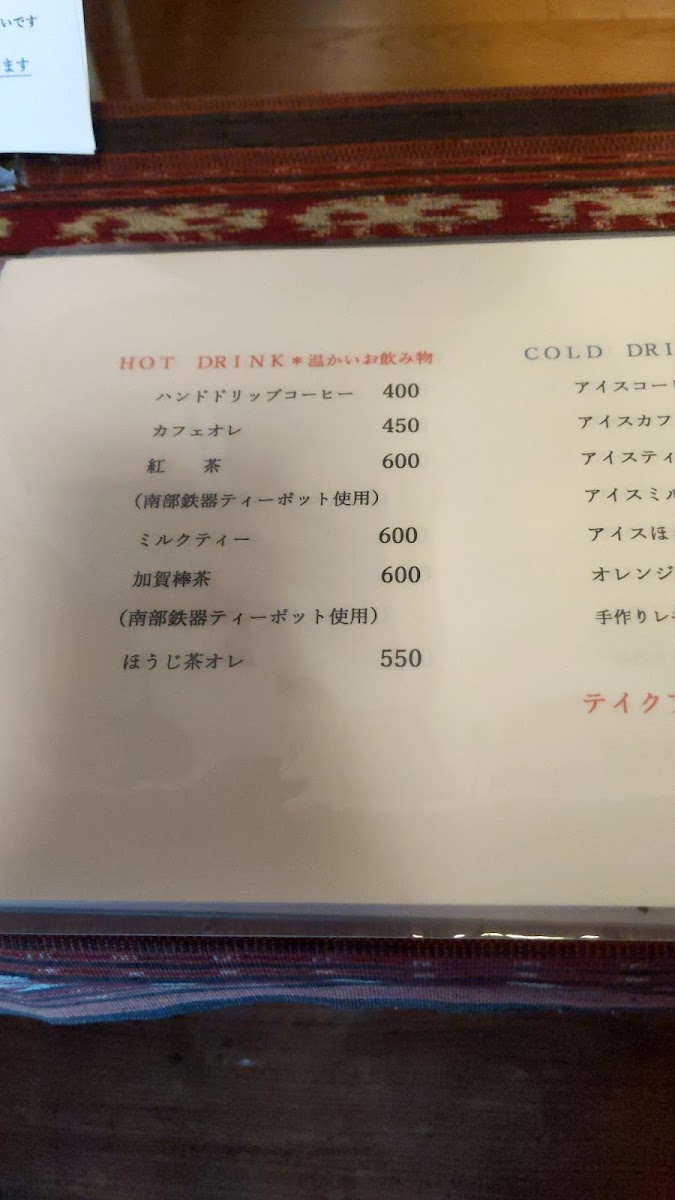 いです
ます
HOT DRINK＊温かいお飲み物
ハンドドリップコーヒー 400
カフェオレ 450
紅 茶 600
（南部鉄器ティーポット使用）
ミルクティー 600
加賀棒茶 600
（南部鉄器ティーポット使用）
ほうじ茶オレ 550
COLD DRI
アイスコー
アイスカフ
アイスティ
アイスミル
アイスほ
オレンジ
手作りレ
テイク